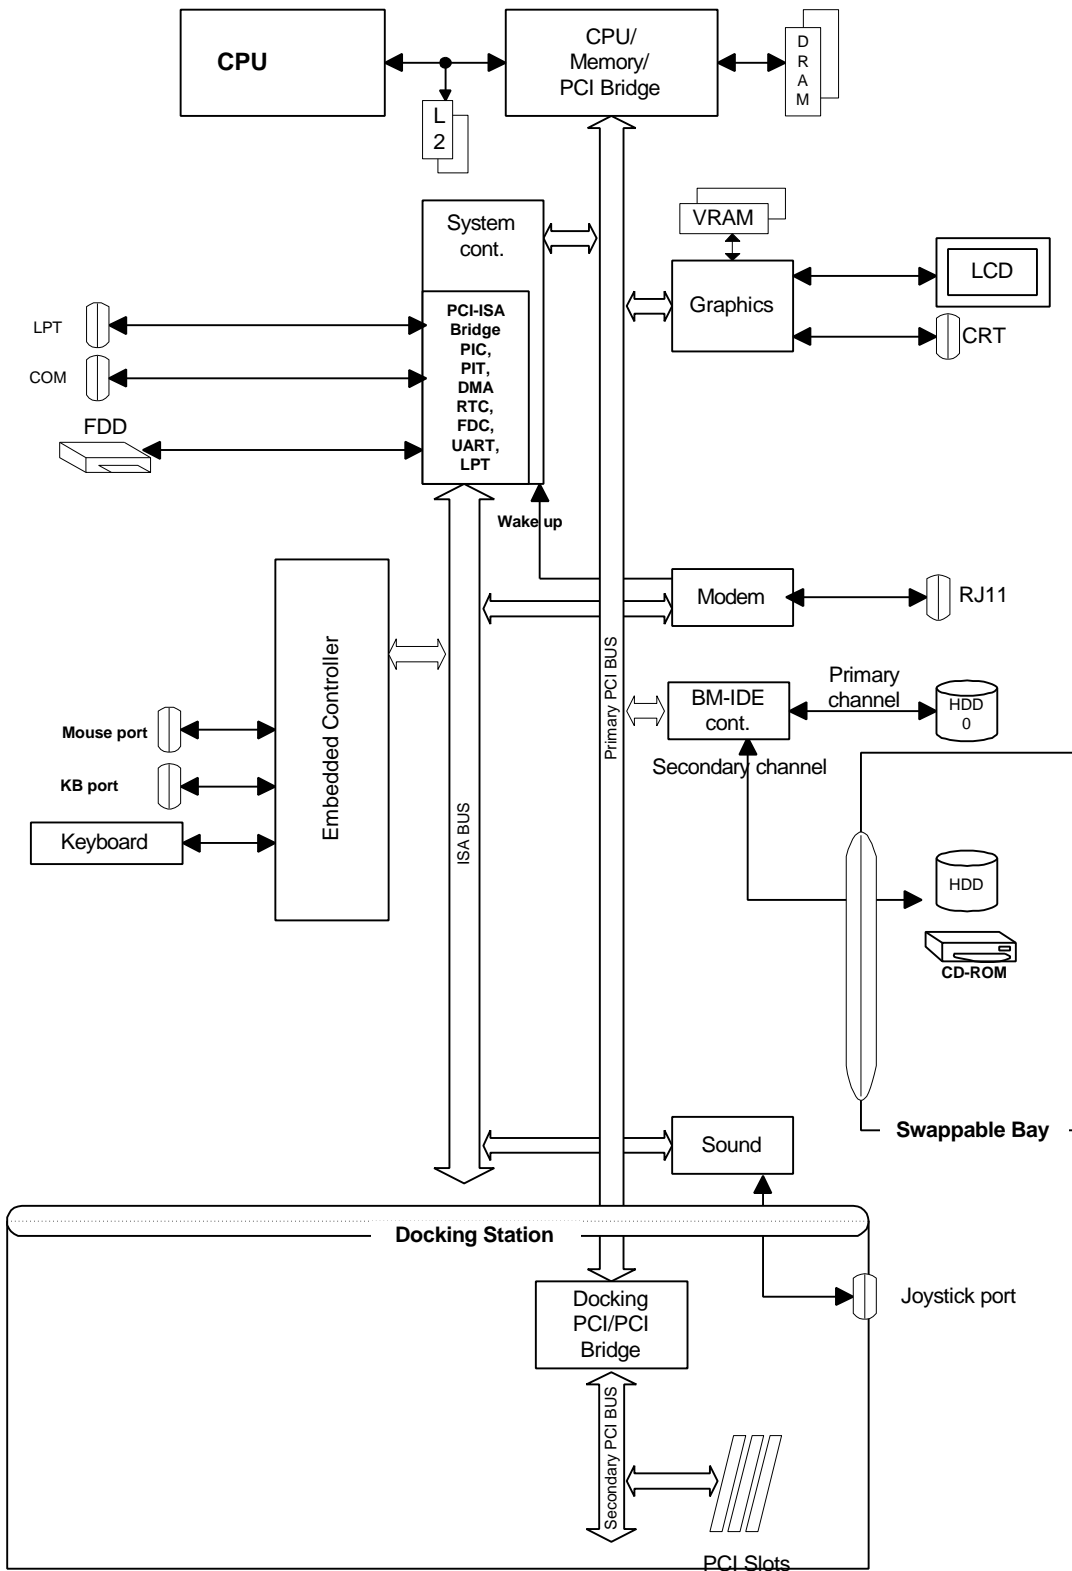 CPU
CPU/
Memory/
PCI Bridge
D
R
A
M
L
2
System
cont.
VRAM
LCD
Graphics
CRT
PCI-ISA
Bridge
PIC,
PIT,
DMA
RTC,
FDC,
UART,
LPT
LPT
COM
FDD
Wake up
Modem
RJ11
Embedded Controller
Primary PCI BUS
BM-IDE
cont.
Primary
channel
HDD
0
Mouse port
Secondary channel
KB port
Keyboard
ISA BUS
HDD
CD-ROM
Sound
Swappable Bay
Docking Station
Docking
PCI/PCI
Bridge
Joystick port
Secondary PCI BUS
PCI Slots